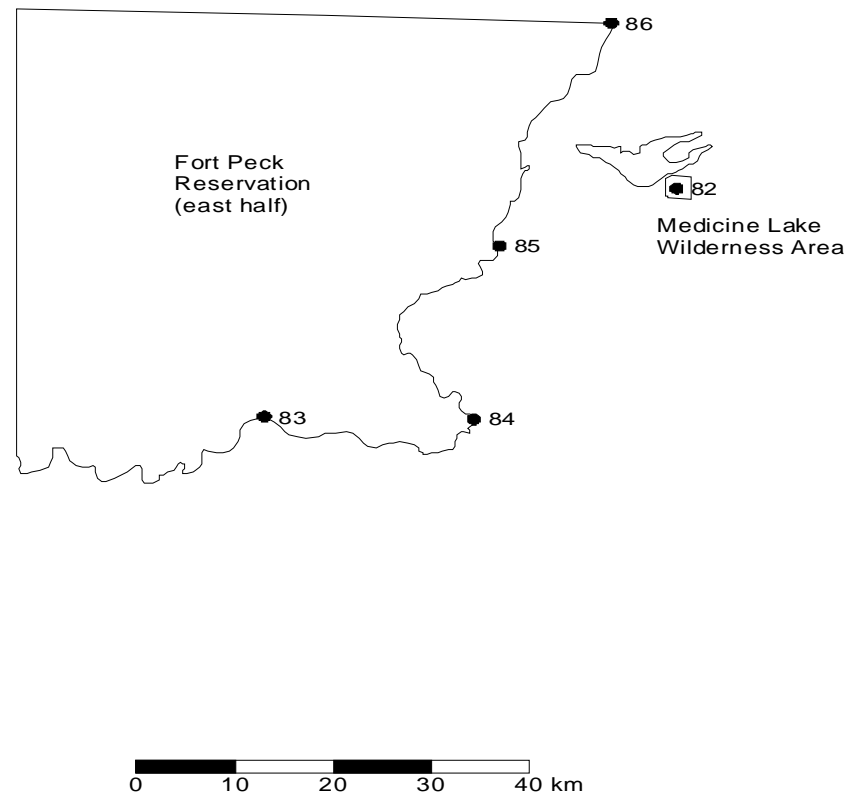 86
Fort Peck
Reservation
(east half)
82
Medicine Lake
Wilderness Area
85
83
84
0 10 20 30 40 km